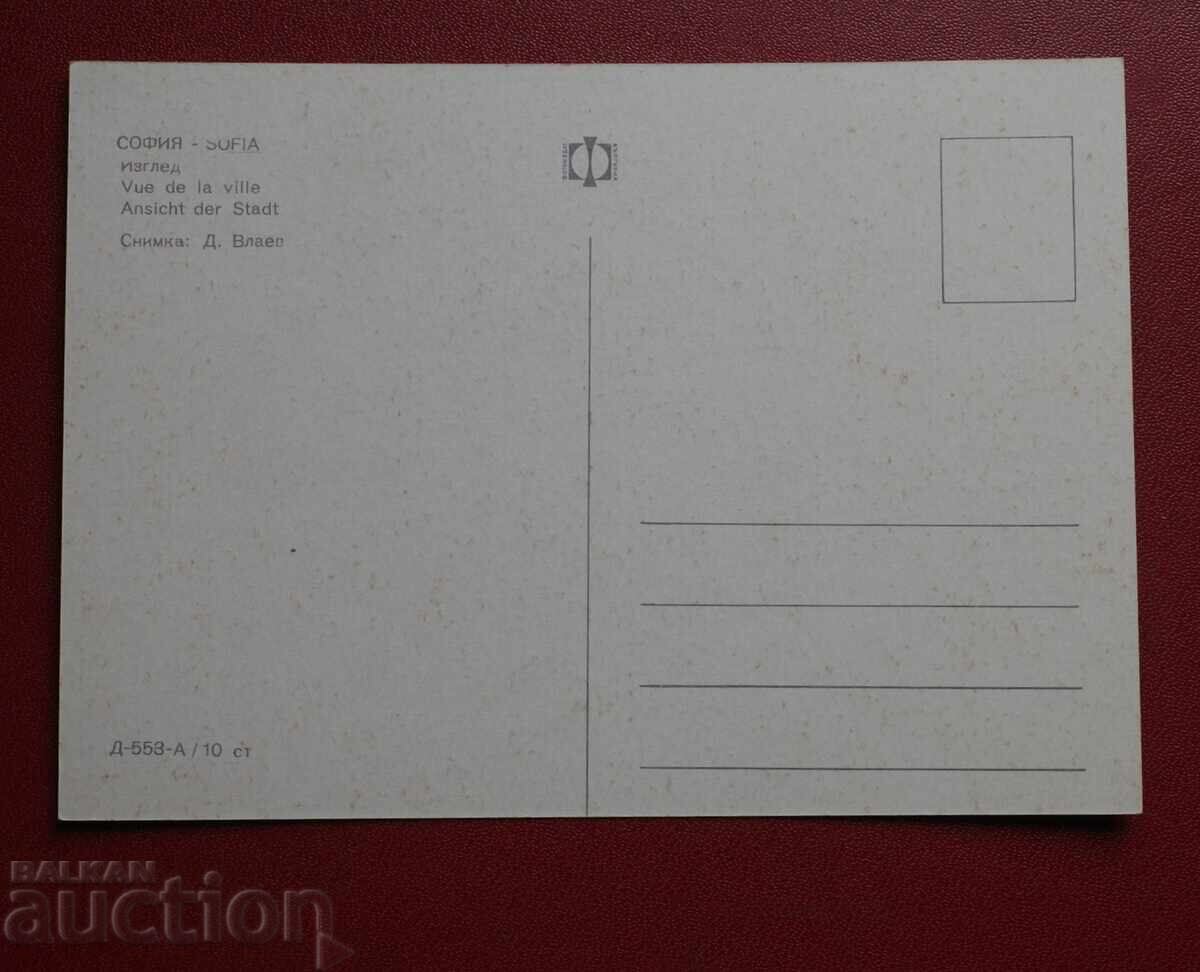 СОФИЯ - SOFIA
изглед
Vue de la ville
Ansicht der Stadt
Снимка: Д. Влаев
Д-553-А / 10 ст
BALKAN
auction